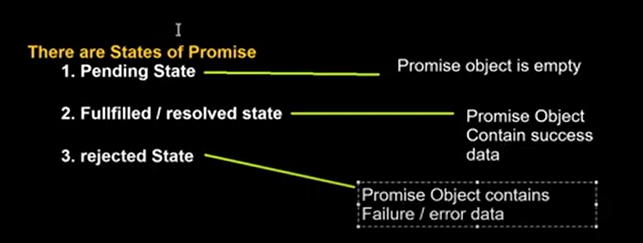 There are States of Promise
1. Pending State
Promise object is empty
2. Fullfilled / resolved state
Promise Object
Contain success
data
3. rejected State
Promise Object contains
Failure / error data